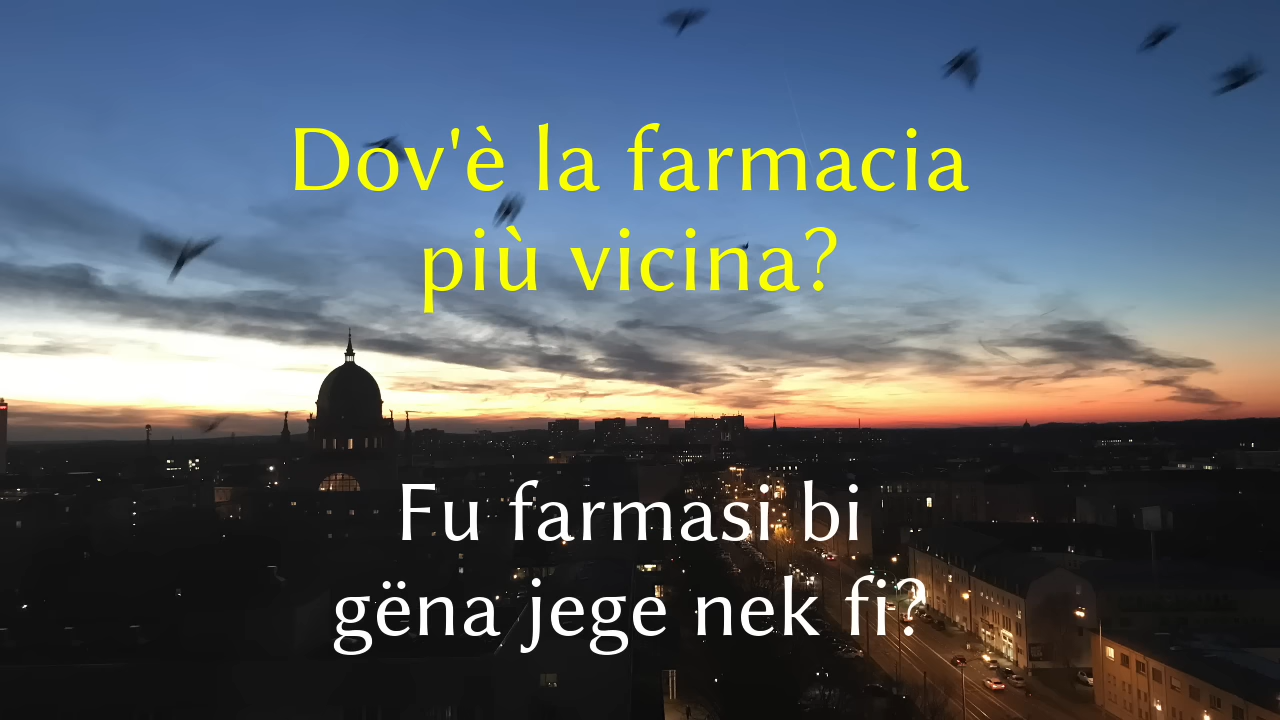 Dov'è la farmacia
più vicina?
Fu farmasi bi
gëna jege nek fi?